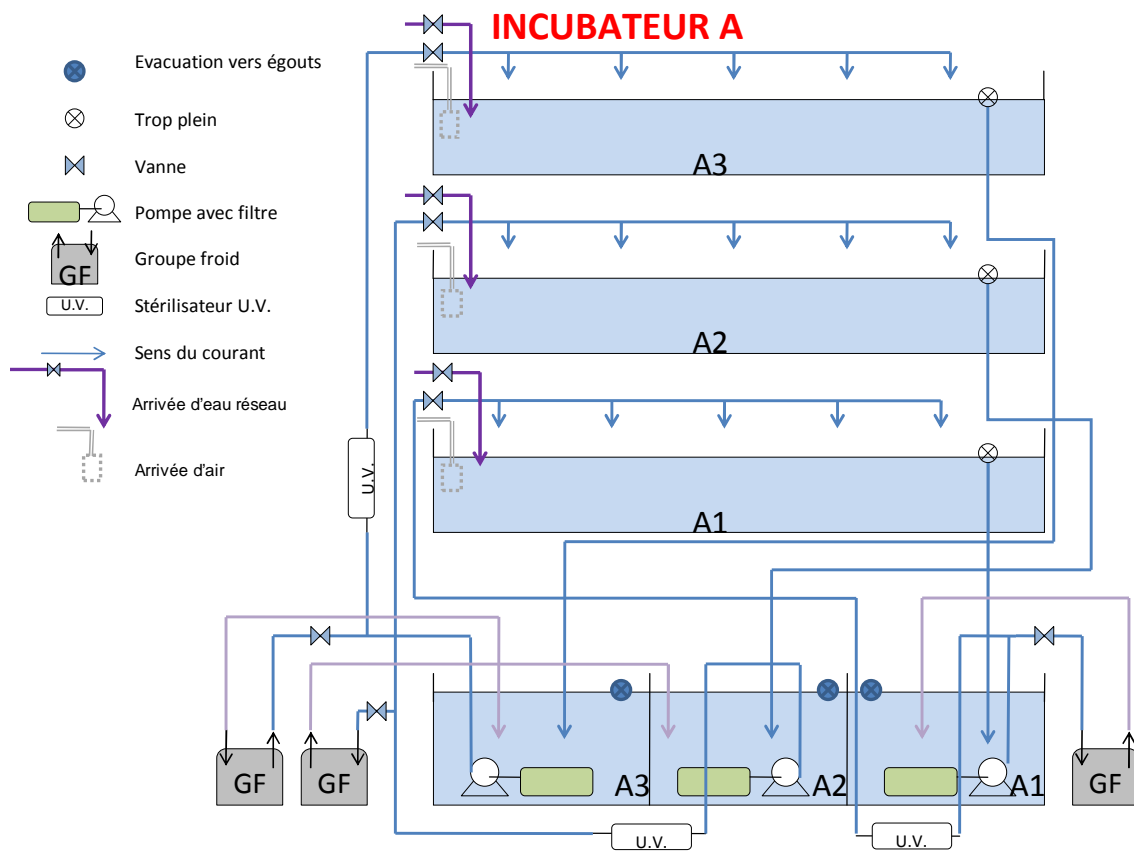 INCUBATEUR A
Evacuation vers égouts
Trop plein
Vanne
Pompe avec filtre
GF
Groupe froid
U.V.
Stérilisateur U.V.
Sens du courant
Arrivée d'eau réseau
Arrivée d'air
A3
A2
A1
U.V.
GF
GF
A3
A2
A1
GF
U.V.
U.V.